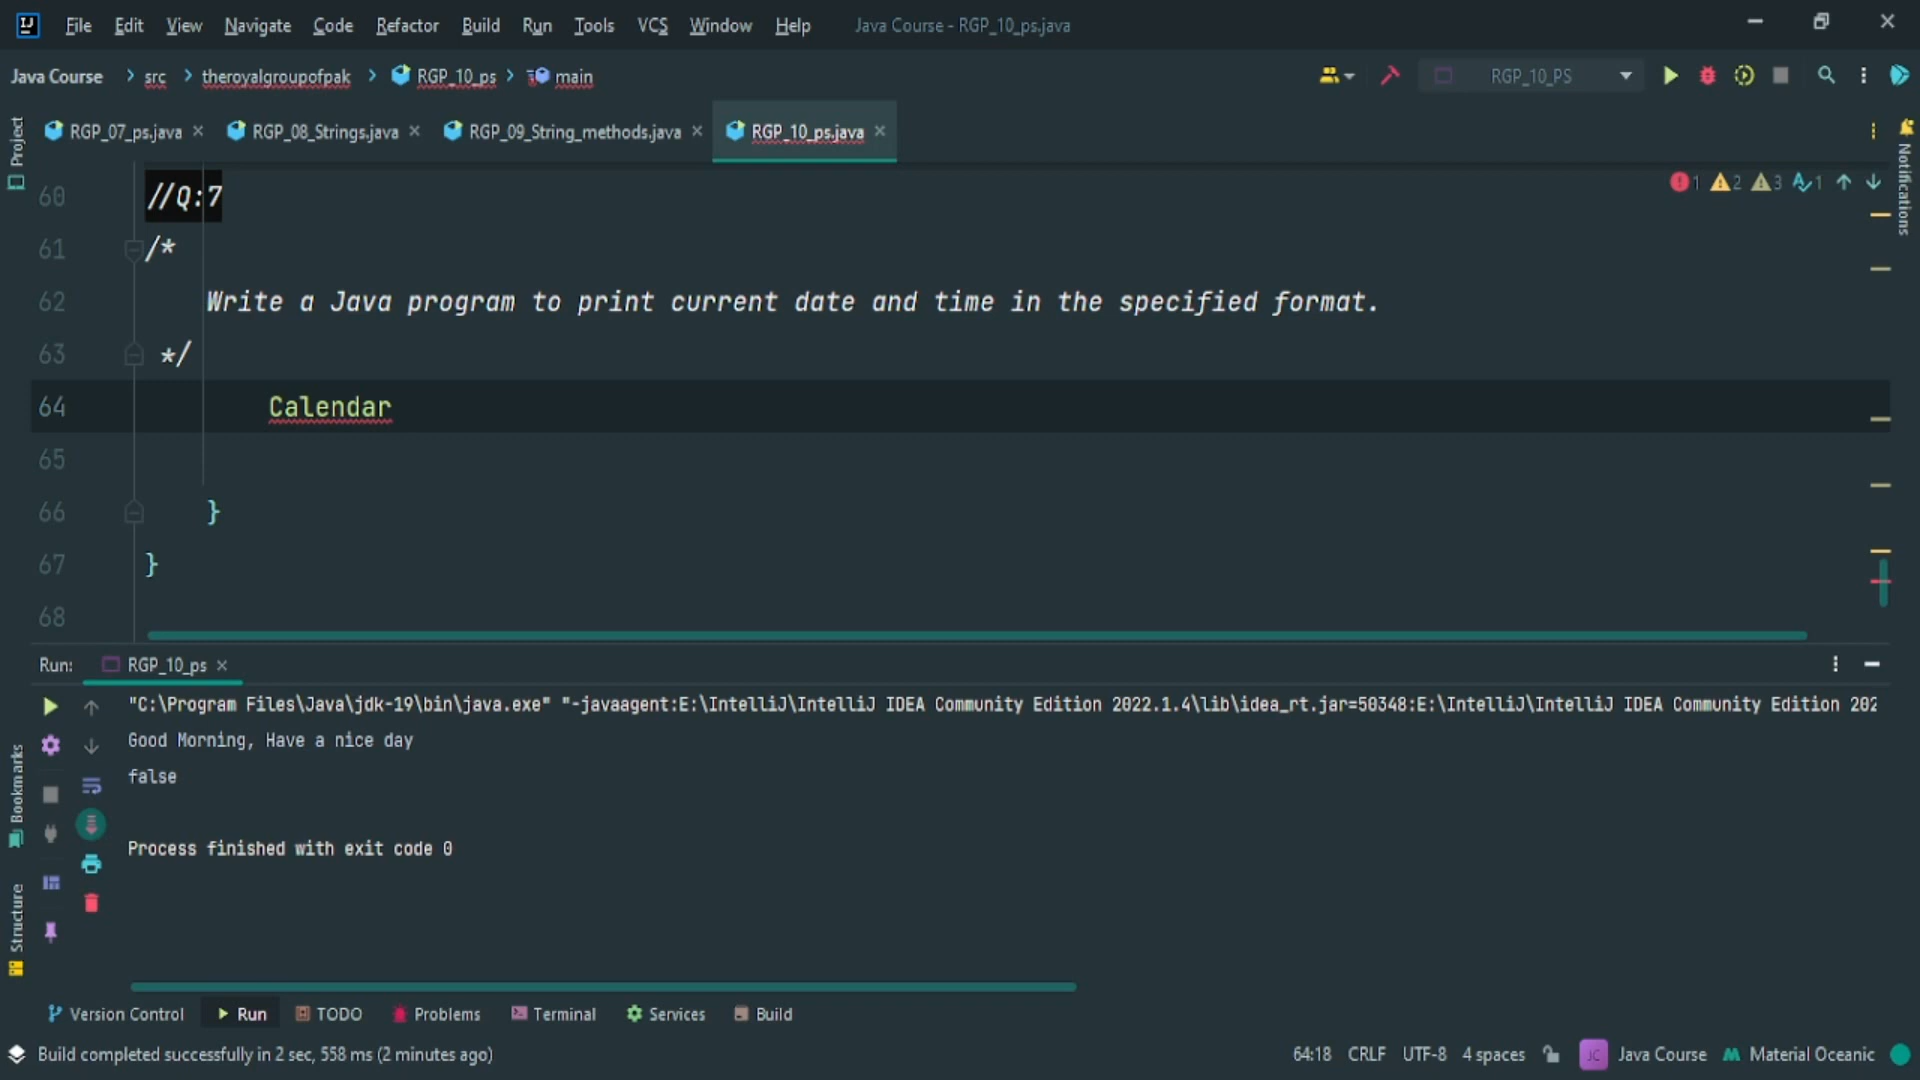 File Edit View Navigate Code Refactor Build Run Tools VCS Window Help Java Course - RGP_10_ps.java
Java Course > src > theroyalgroupofpak > RGP_10_ps > main RGP_10_PS
Project
RGP_07_ps.java RGP_08_Strings.java RGP_09_String_methods.java RGP_10_ps.java
Notifications
1 2 3 1
60 //Q:7
61 /*
62 Write a Java program to print current date and time in the specified format.
63 */
64 Calendar
65
66 }
67 }
68
Run: RGP_10_ps
"C:\Program Files\Java\jdk-19\bin\java.exe" "-javaagent:E:\IntelliJ\IntelliJ IDEA Community Edition 2022.1.4\lib\idea_rt.jar=50348:E:\IntelliJ\IntelliJ IDEA Community Edition 202
Good Morning, Have a nice day
false
Process finished with exit code 0
Bookmarks
Structure
Version Control Run TODO Problems Terminal Services Build
Build completed successfully in 2 sec, 558 ms (2 minutes ago) 64:18 CRLF UTF-8 4 spaces JC Java Course Material Oceanic